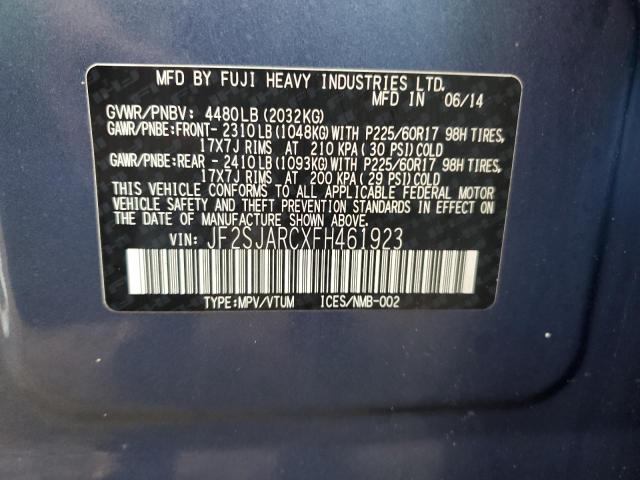 MFD BY FUJI HEAVY INDUSTRIES LTD.
MFD IN 06/14
GVWR/PNBV: 4480LB (2032KG)
GAWR/PNBE:FRONT- 2310LB (1048KG) WITH P225/60R17 98H TIRES,
17X7J RIMS AT 210 KPA ( 30 PSI) COLD
GAWR/PNBE:REAR - 2410LB (1093KG) WITH P225/60R17 98H TIRES,
17X7J RIMS AT 200 KPA ( 29 PSI) COLD
THIS VEHICLE CONFORMS TO ALL APPLICABLE FEDERAL MOTOR
VEHICLE SAFETY AND THEFT PREVENTION STANDARDS IN EFFECT ON
THE DATE OF MANUFACTURE SHOWN ABOVE.
VIN: JF2SJARCXFH461923
TYPE:MPV/VTUM ICES/NMB-002